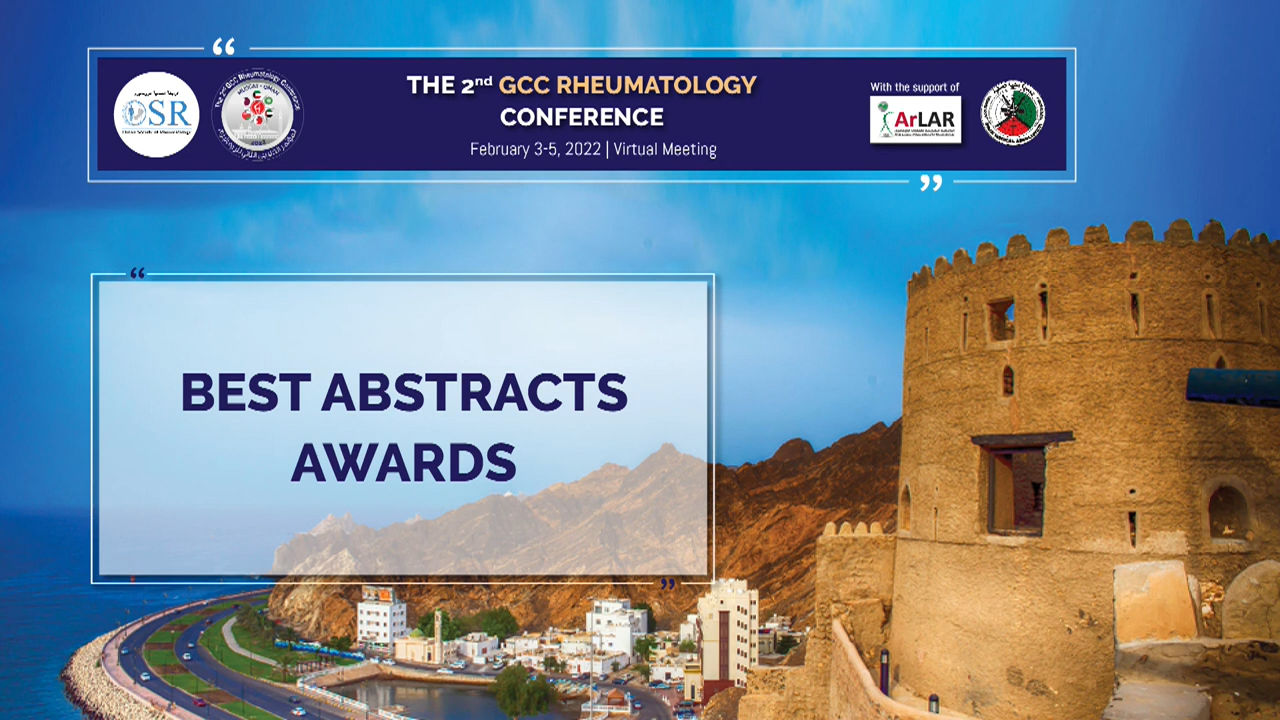 THE 2nd GCC RHEUMATOLOGY
CONFERENCE
February 3-5, 2022 | Virtual Meeting
OSR
With the support of
ArLAR
BEST ABSTRACTS
AWARDS